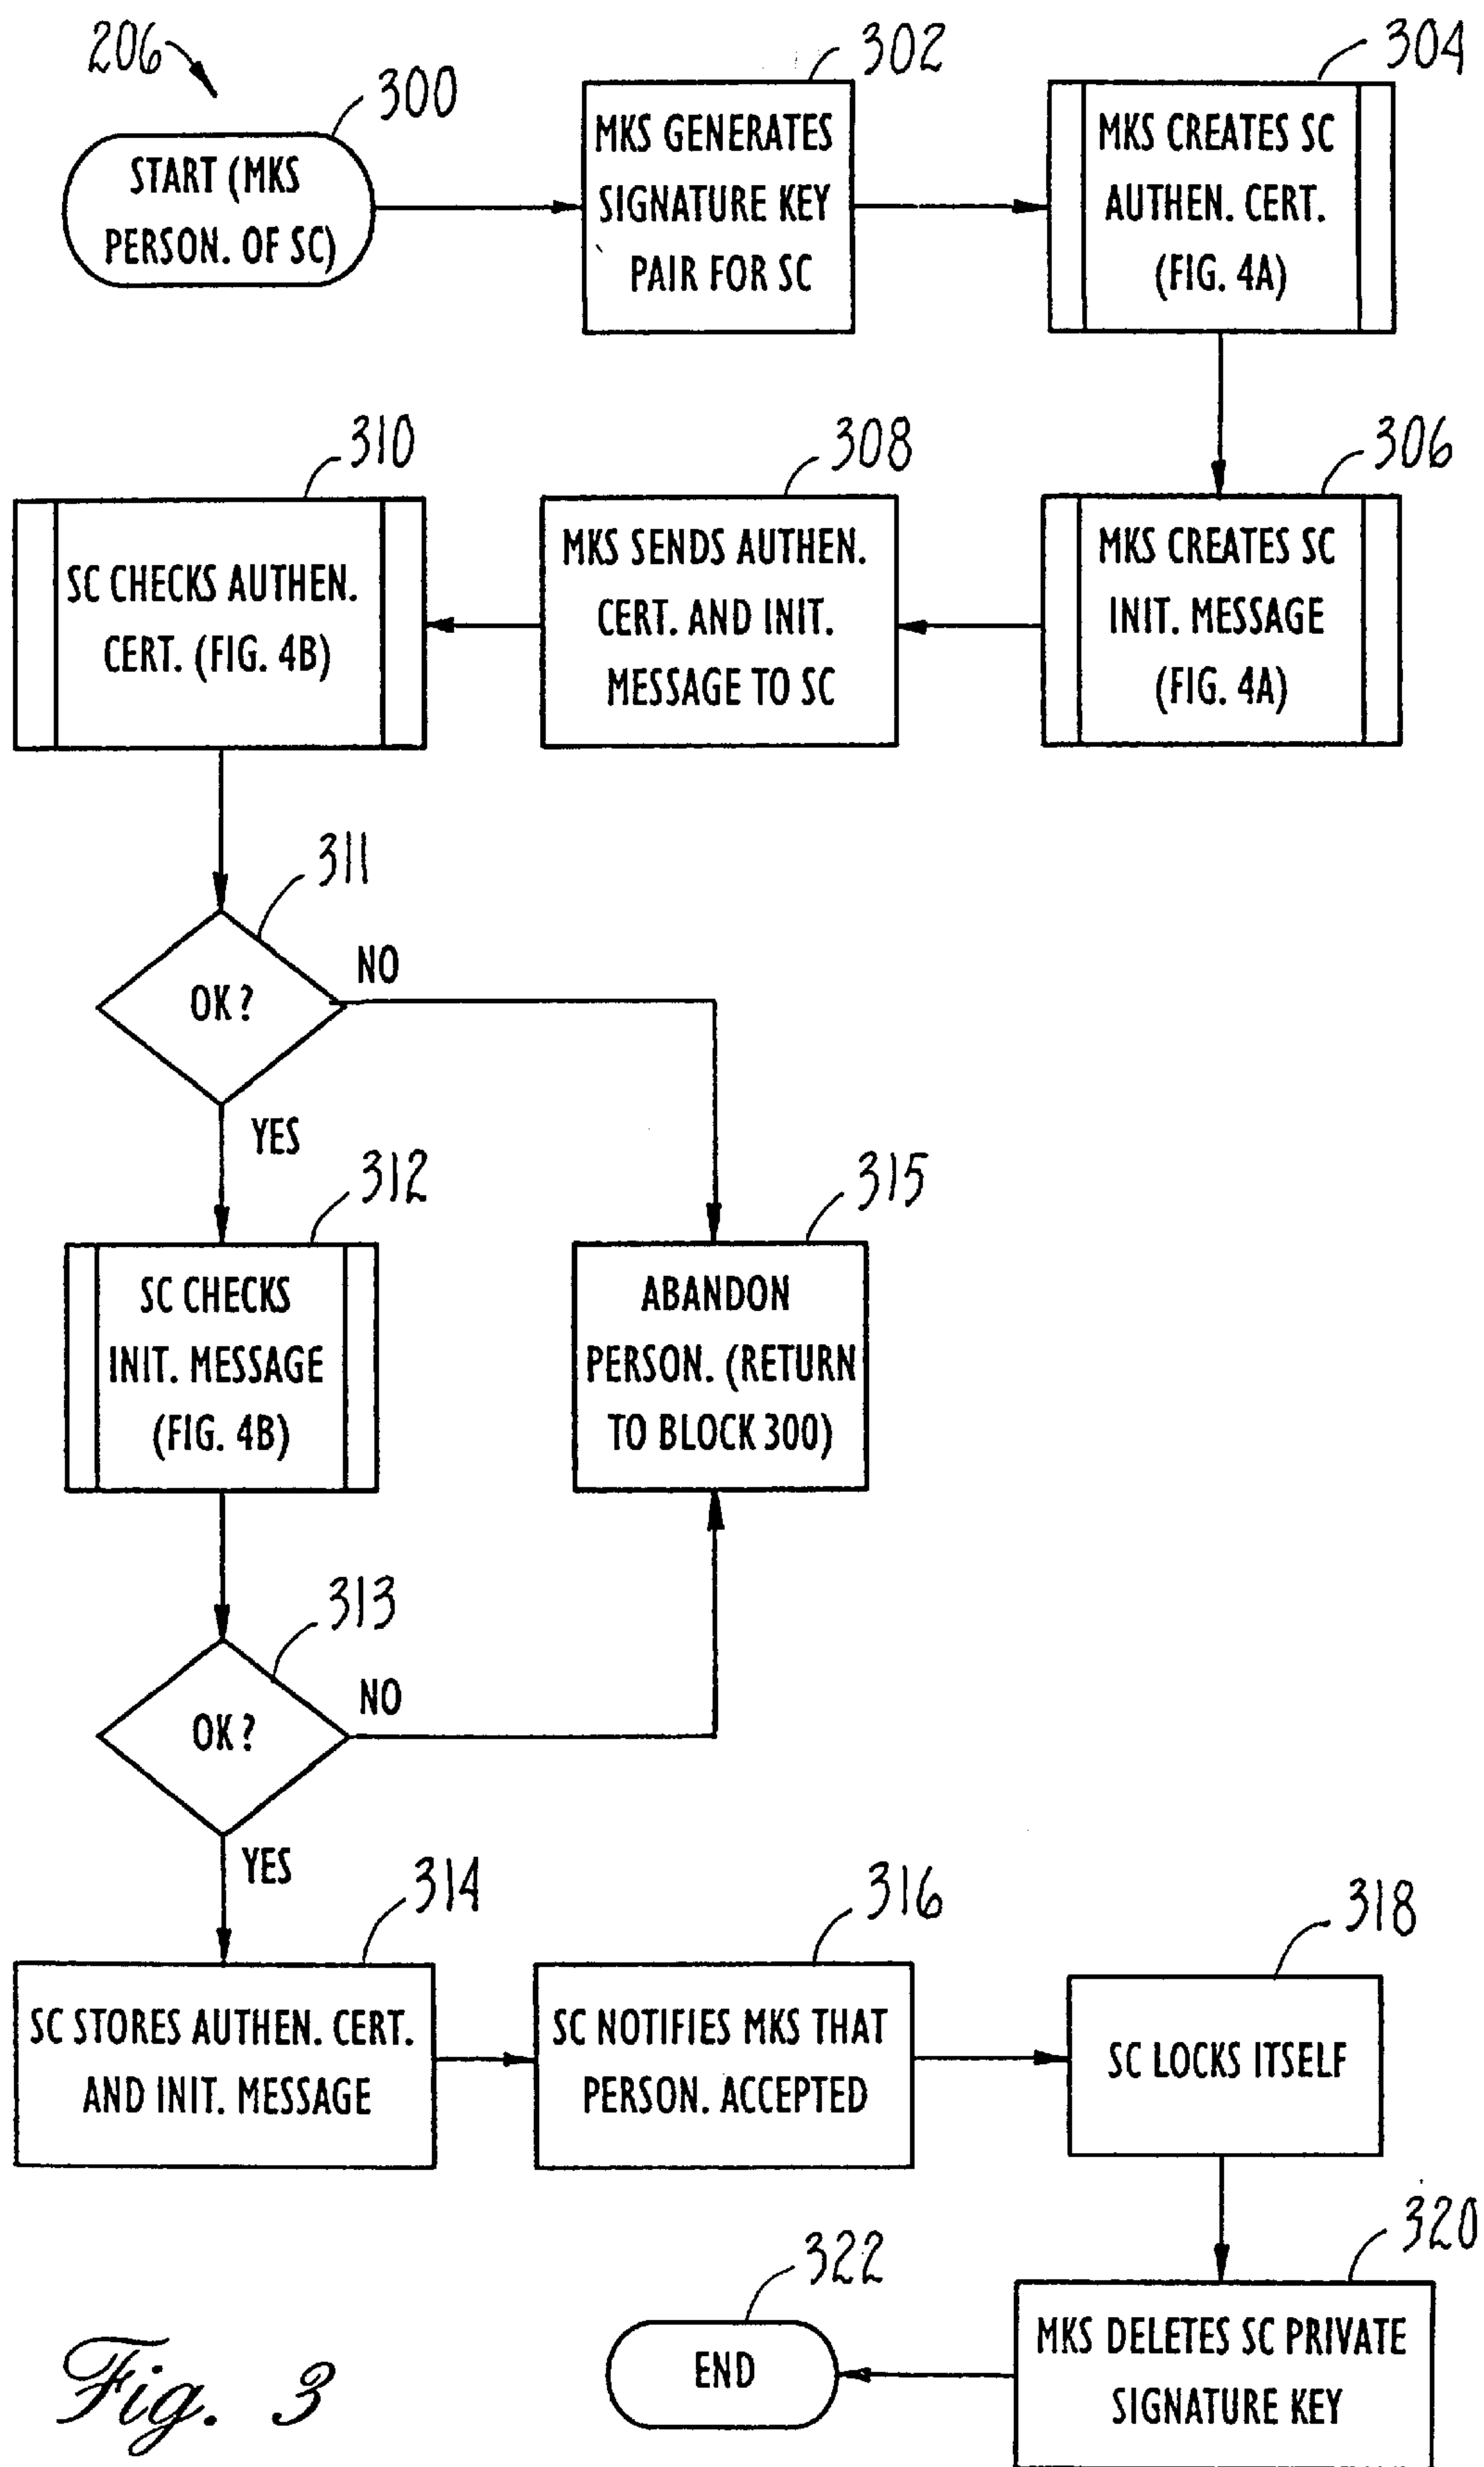 206
300
START (MKS
PERSON. OF SC)
302
MKS GENERATES
SIGNATURE KEY
PAIR FOR SC
304
MKS CREATES SC
AUTHEN. CERT.
(FIG. 4A)
306
MKS CREATES SC
INIT. MESSAGE
(FIG. 4A)
308
MKS SENDS AUTHEN.
CERT. AND INIT.
MESSAGE TO SC
310
SC CHECKS AUTHEN.
CERT. (FIG. 4B)
311
OK?
NO
YES
312
SC CHECKS
INIT. MESSAGE
(FIG. 4B)
315
ABANDON
PERSON. (RETURN
TO BLOCK 300)
313
OK?
NO
YES
314
SC STORES AUTHEN. CERT.
AND INIT. MESSAGE
316
SC NOTIFIES MKS THAT
PERSON. ACCEPTED
318
SC LOCKS ITSELF
320
MKS DELETES SC PRIVATE
SIGNATURE KEY
322
END
Fig. 3